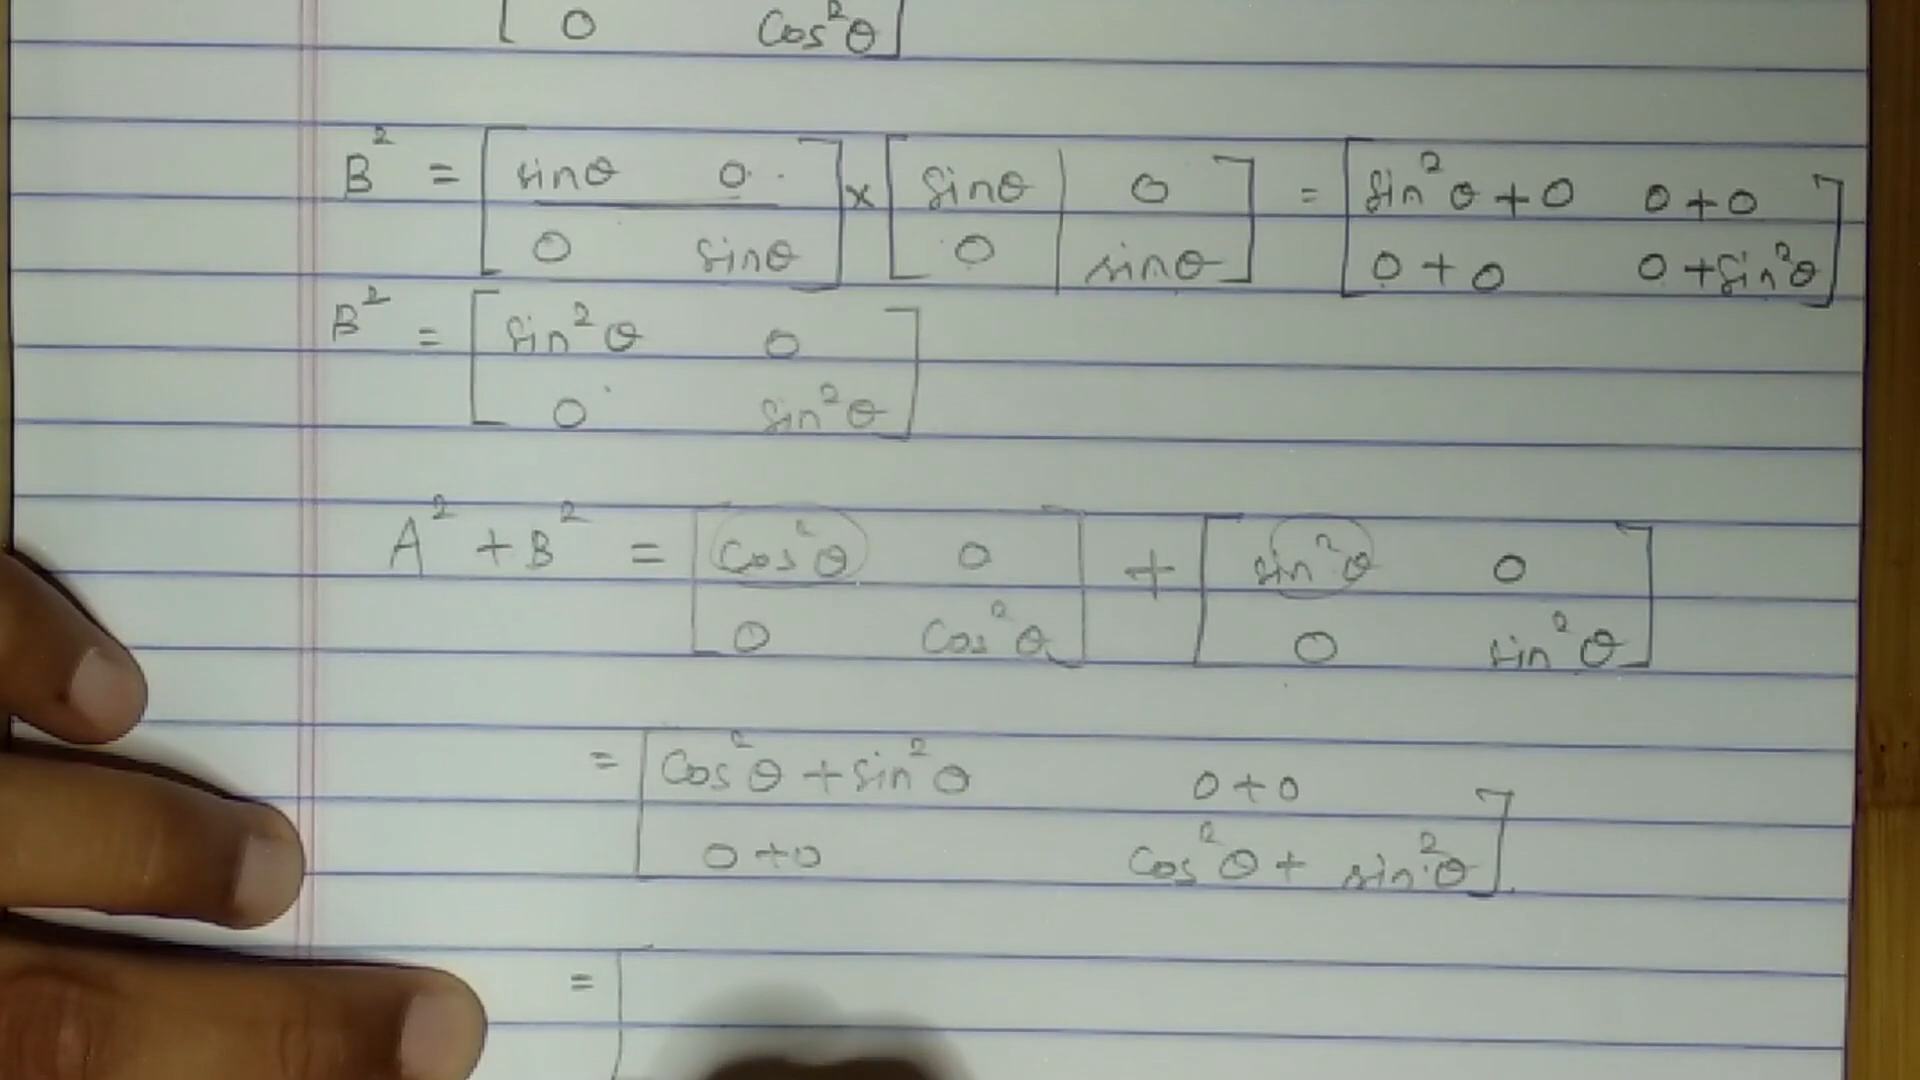 0 Cos²θ
B² = [sinθ 0 0 sinθ] × [sinθ 0 0 sinθ] = [sin²θ+0 0+0 0+0 0+sin²θ]
B² = [sin²θ 0 0 sin²θ]
A² + B² = [Cos²θ 0 0 Cos²θ] + [sin²θ 0 0 sin²θ]
= [Cos²θ + sin²θ 0+0 0+0 Cos²θ + sin²θ]
= [